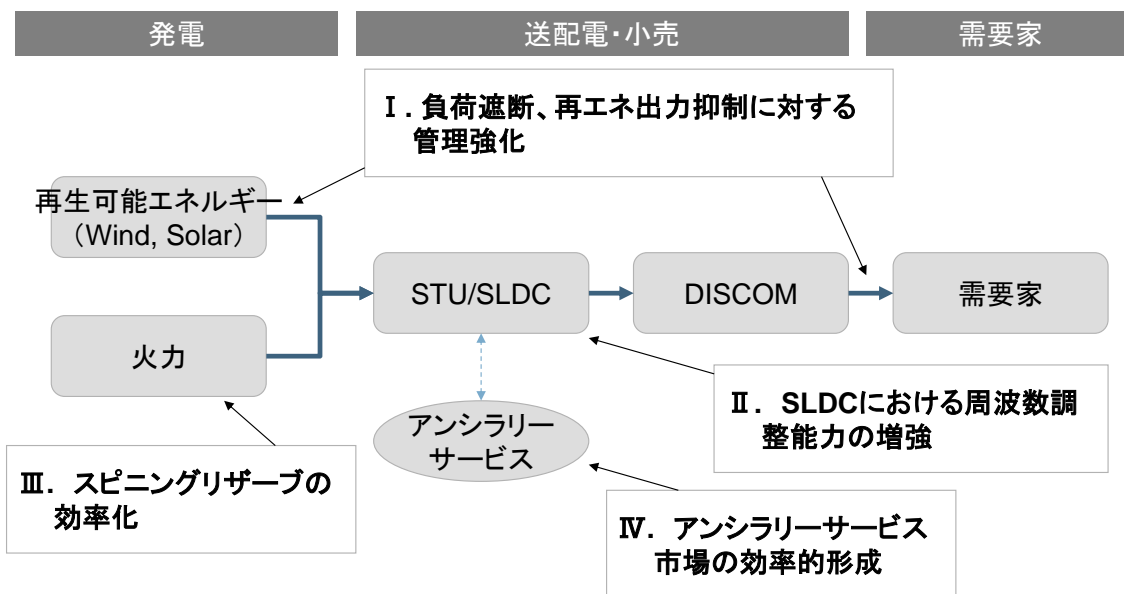 発電
送配電・小売
需要家
Ⅰ．負荷遮断、再エネ出力抑制に対する
管理強化
再生可能エネルギー
（Wind, Solar）
STU/SLDC
DISCOM
需要家
火力
Ⅱ． SLDCにおける周波数調
整能力の増強
アンシラリー
サービス
Ⅲ． スピニングリザーブの
効率化
Ⅳ． アンシラリーサービス
市場の効率的形成